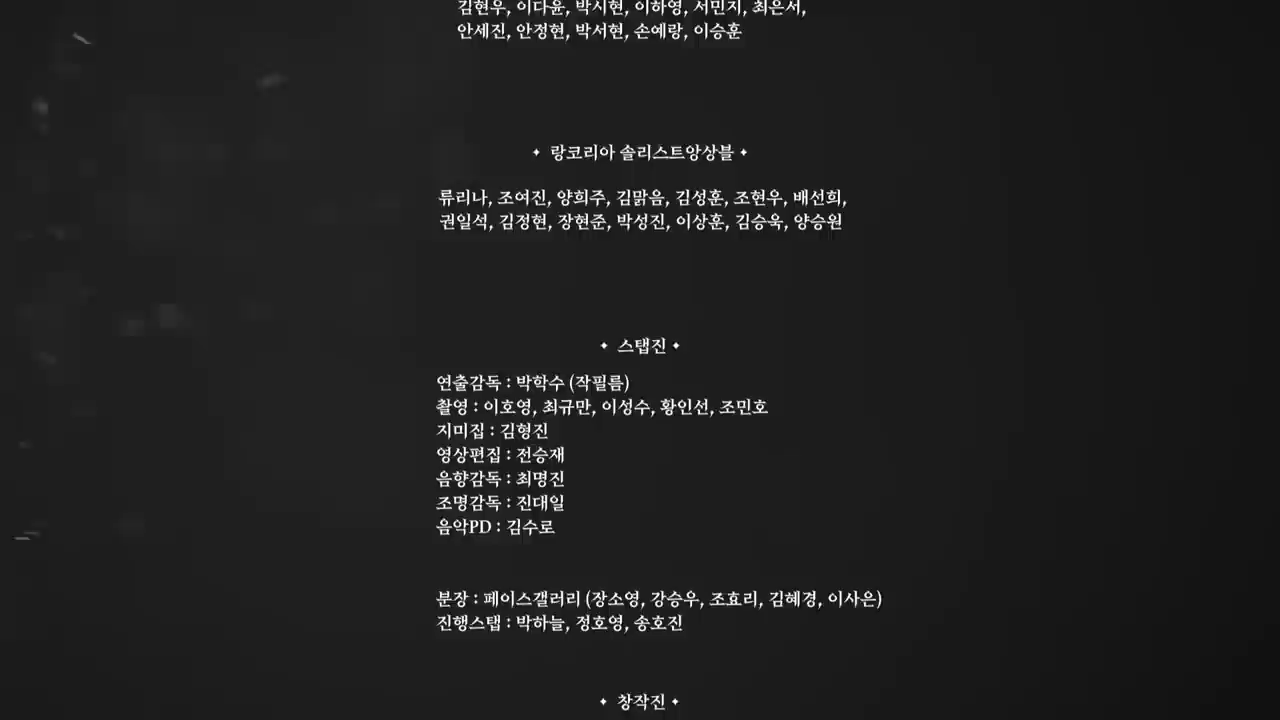 김현우, 이다윤, 박시현, 이하영, 서민지, 최은서,
안세진, 안정현, 박서현, 손예랑, 이승훈
✦ 랑코리아 솔리스트앙상블 ✦
류리나, 조여진, 양희주, 김맑음, 김성훈, 조현우, 배선희,
권일석, 김정현, 장현준, 박성진, 이상훈, 김승욱, 양승원
✦ 스탭진 ✦
연출감독 : 박학수 (작필름)
촬영 : 이호영, 최규만, 이성수, 황인선, 조민호
지미집 : 김형진
영상편집 : 전승재
음향감독 : 최명진
조명감독 : 진대일
음악PD : 김수로
분장 : 페이스갤러리 (장소영, 강승우, 조효리, 김혜경, 이사은)
진행스탭 : 박하늘, 정호영, 송호진
✦ 창작진 ✦